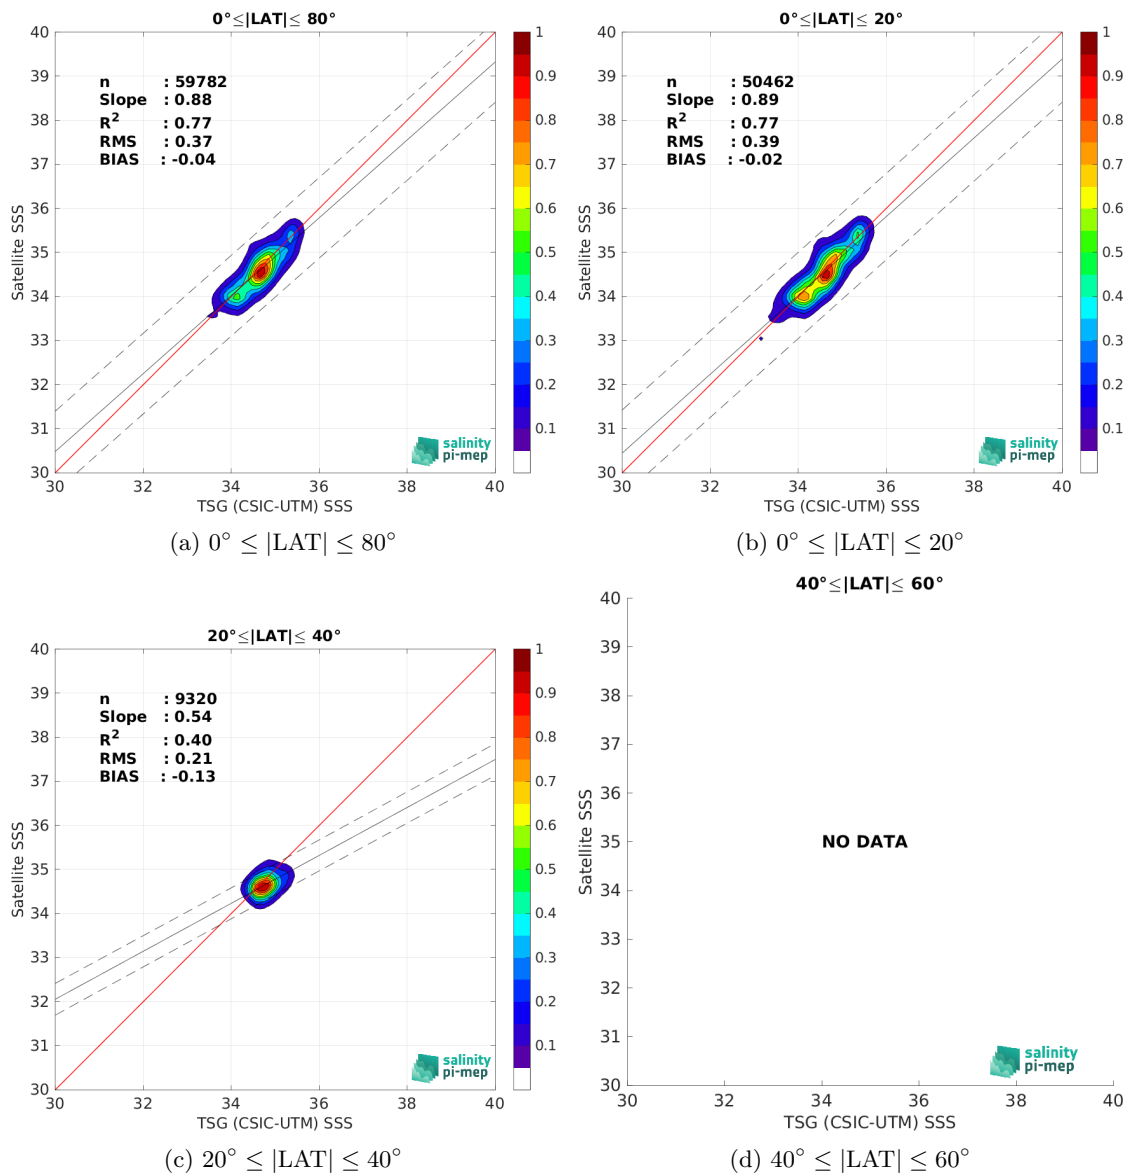 0°≤|LAT|≤ 80°
40
39
38
37
36
35
34
33
32
31
30
Satellite SSS
n : 59782
Slope : 0.88
R² : 0.77
RMS : 0.37
BIAS : -0.04
salinity
pi-mep
30 32 34 36 38 40
TSG (CSIC-UTM) SSS
1
0.9
0.8
0.7
0.6
0.5
0.4
0.3
0.2
0.1
(a) 0° ≤ |LAT| ≤ 80°
0°≤|LAT|≤ 20°
40
39
38
37
36
35
34
33
32
31
30
Satellite SSS
n : 50462
Slope : 0.89
R² : 0.77
RMS : 0.39
BIAS : -0.02
salinity
pi-mep
30 32 34 36 38 40
TSG (CSIC-UTM) SSS
1
0.9
0.8
0.7
0.6
0.5
0.4
0.3
0.2
0.1
(b) 0° ≤ |LAT| ≤ 20°
20°≤|LAT|≤ 40°
40
39
38
37
36
35
34
33
32
31
30
Satellite SSS
n : 9320
Slope : 0.54
R² : 0.40
RMS : 0.21
BIAS : -0.13
salinity
pi-mep
30 32 34 36 38 40
TSG (CSIC-UTM) SSS
1
0.9
0.8
0.7
0.6
0.5
0.4
0.3
0.2
0.1
(c) 20° ≤ |LAT| ≤ 40°
40°≤|LAT|≤ 60°
40
39
38
37
36
35
34
33
32
31
30
Satellite SSS
NO DATA
salinity
pi-mep
30 32 34 36 38 40
TSG (CSIC-UTM) SSS
(d) 40° ≤ |LAT| ≤ 60°